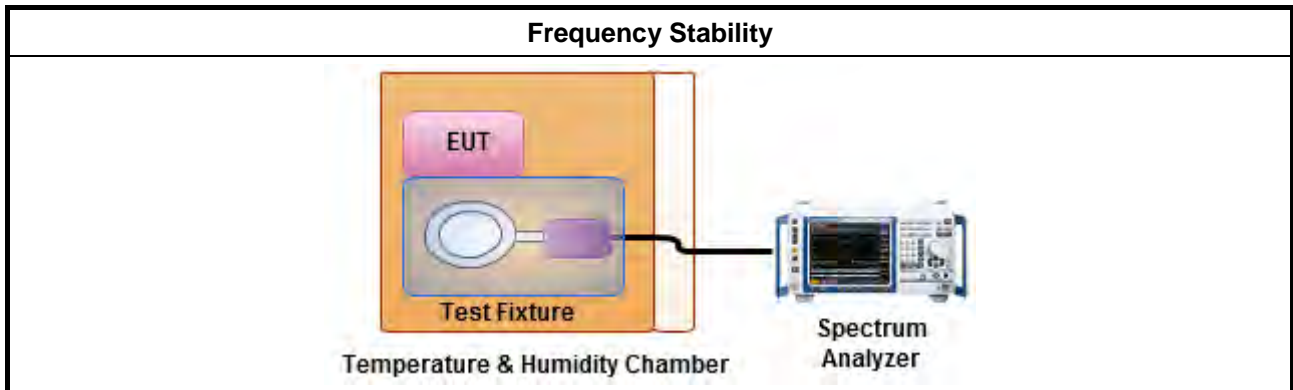 Frequency Stability
EUT
Test Fixture
Temperature & Humidity Chamber
Spectrum
Analyzer